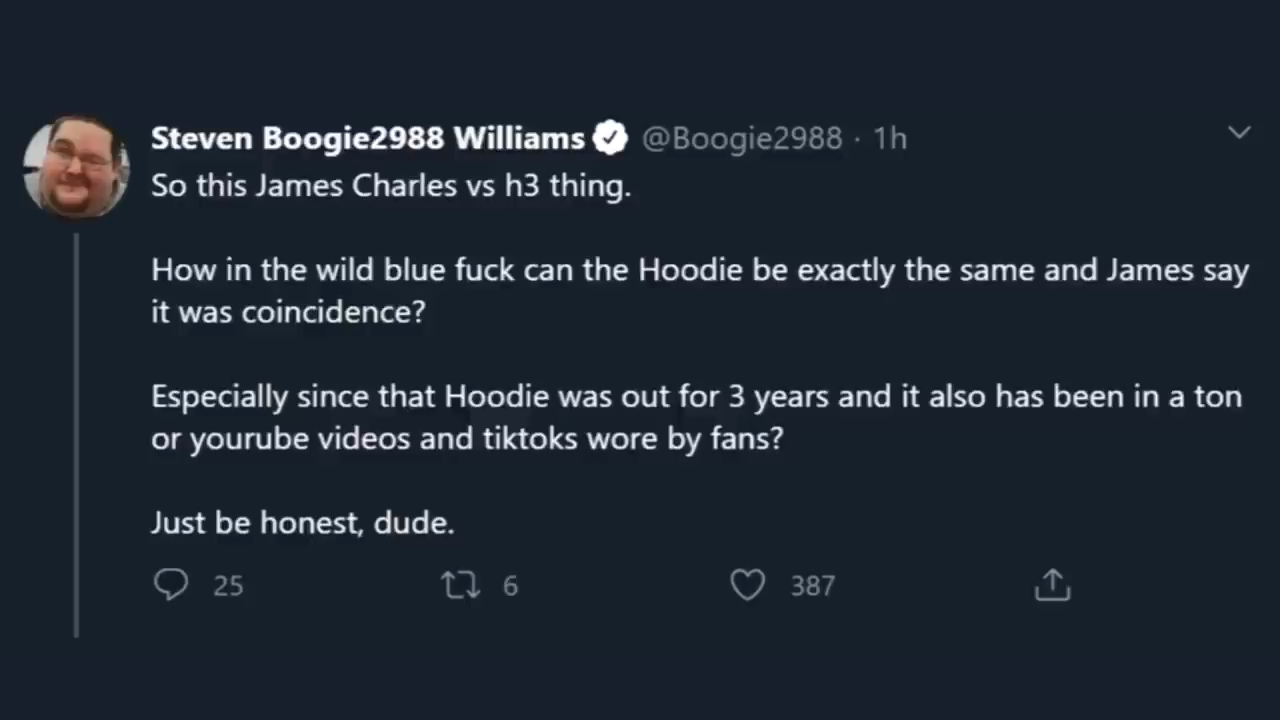 Steven Boogie2988 Williams @Boogie2988 · 1h
So this James Charles vs h3 thing.
How in the wild blue fuck can the Hoodie be exactly the same and James say
it was coincidence?
Especially since that Hoodie was out for 3 years and it also has been in a ton
or yourube videos and tiktoks wore by fans?
Just be honest, dude.
25 6 387